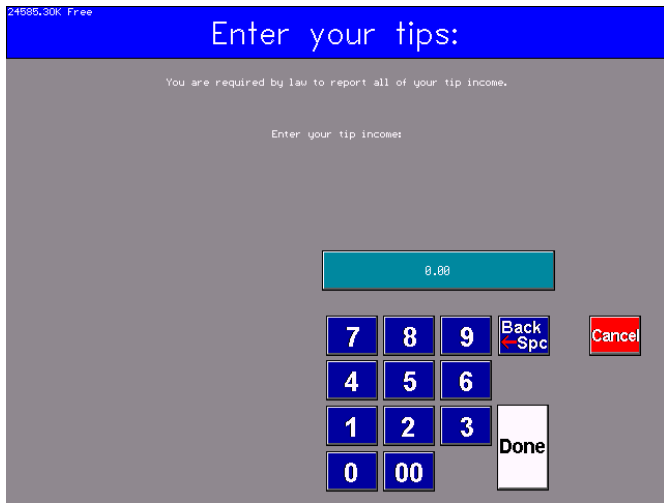 24585.30K Free
Enter your tips:
You are required by law to report all of your tip income.
Enter your tip income:
0.00
7 8 9 Back ←Spc Cancel
4 5 6
1 2 3 Done
0 00